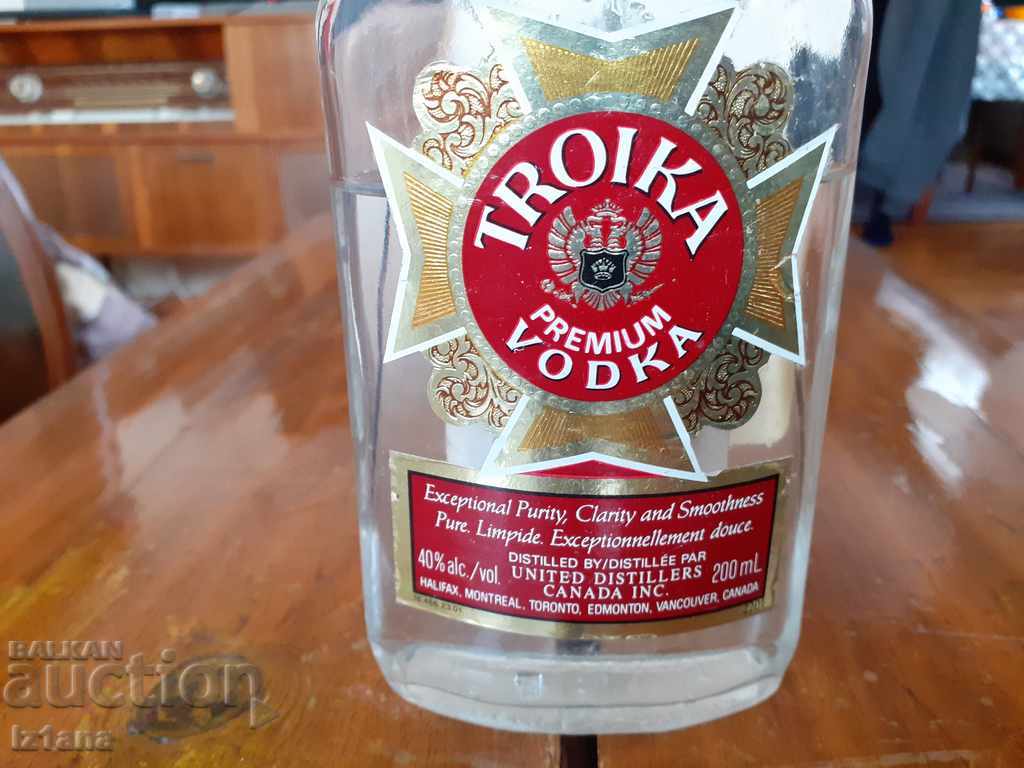 TROIKA
PREMIUM
VODKA
Exceptional Purity, Clarity and Smoothness
Pure. Limpide. Exceptionnellement douce.
40% alc./vol.
DISTILLED BY/DISTILLÉE PAR
UNITED DISTILLERS
CANADA INC.
200 mL
HALIFAX, MONTREAL, TORONTO, EDMONTON, VANCOUVER, CANADA
BALKAN
auction
iz1ana